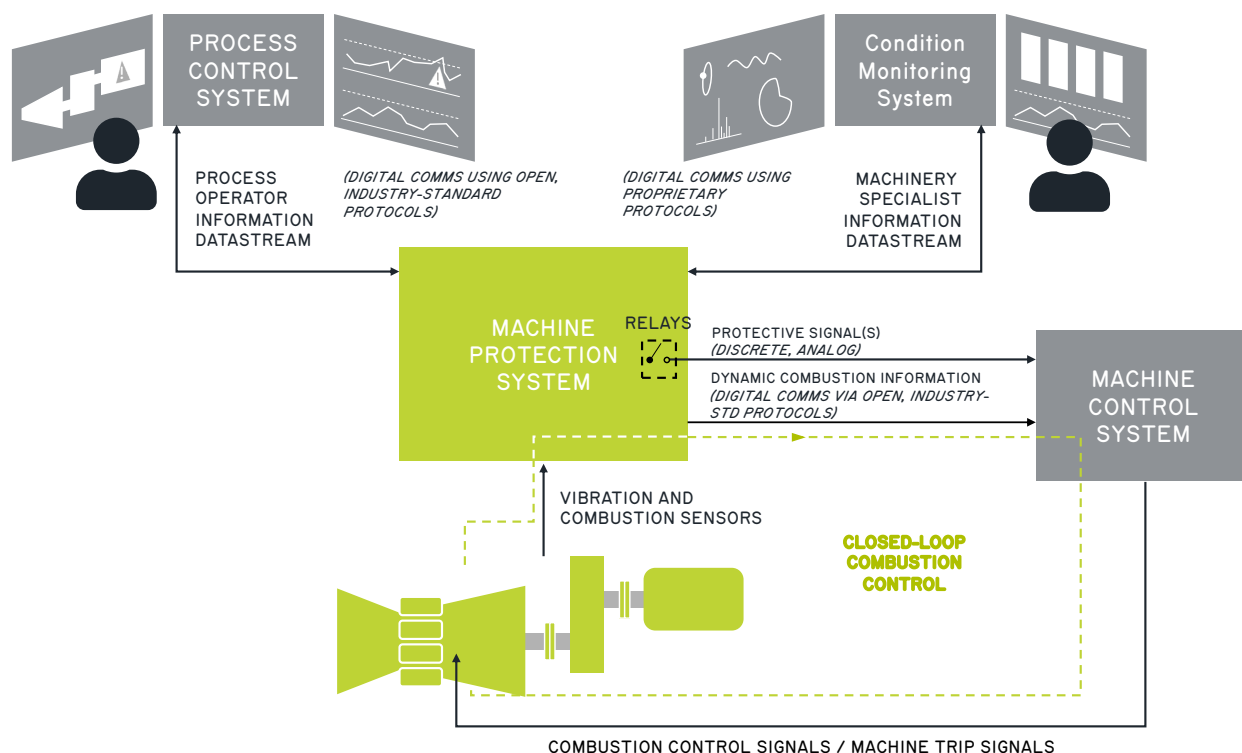 PROCESS
CONTROL
SYSTEM
Condition
Monitoring
System
PROCESS
OPERATOR
INFORMATION
DATASTREAM
(DIGITAL COMMS USING OPEN,
INDUSTRY-STANDARD
PROTOCOLS)
(DIGITAL COMMS USING
PROPRIETARY
PROTOCOLS)
MACHINERY
SPECIALIST
INFORMATION
DATASTREAM
MACHINE
PROTECTION
SYSTEM
RELAYS
PROTECTIVE SIGNAL(S)
(DISCRETE, ANALOG)
DYNAMIC COMBUSTION INFORMATION
(DIGITAL COMMS VIA OPEN, INDUSTRY-
STD PROTOCOLS)
MACHINE
CONTROL
SYSTEM
VIBRATION AND
COMBUSTION SENSORS
CLOSED-LOOP
COMBUSTION
CONTROL
COMBUSTION CONTROL SIGNALS / MACHINE TRIP SIGNALS